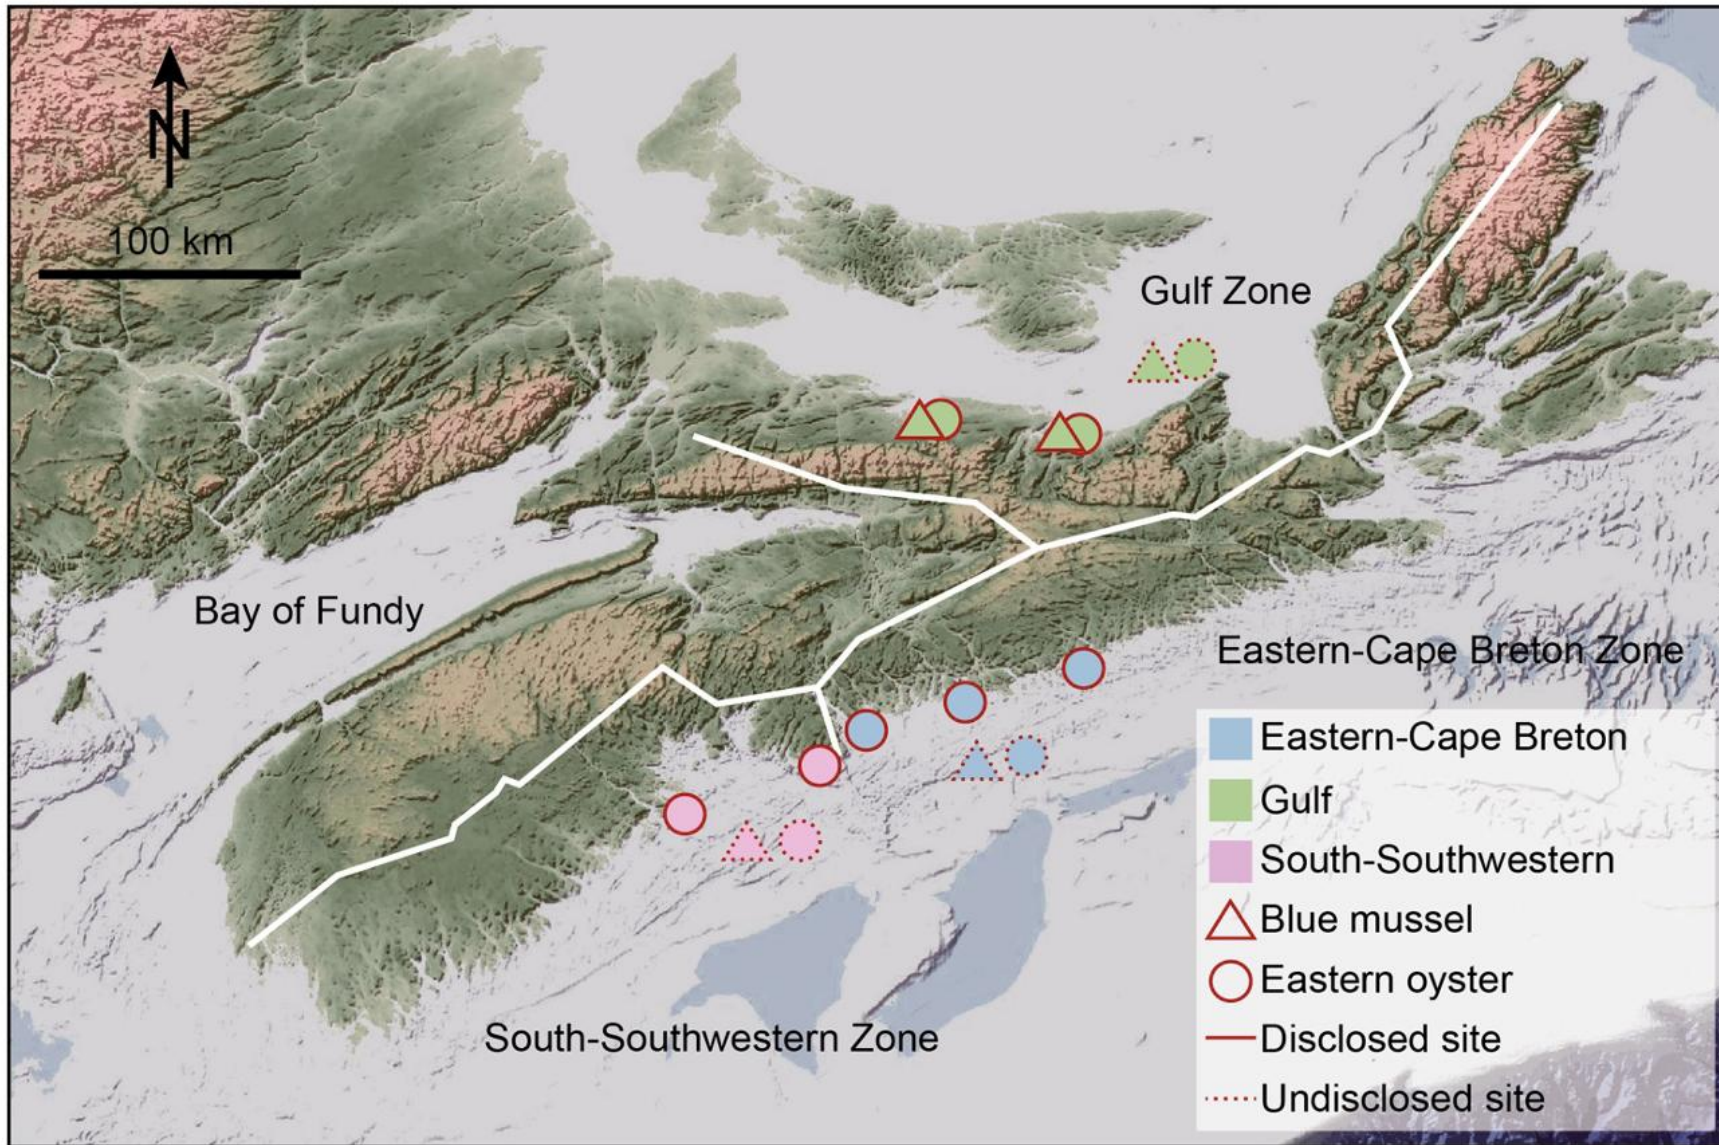 N
100 km
Gulf Zone
Bay of Fundy
Eastern-Cape Breton Zone
South-Southwestern Zone
Eastern-Cape Breton
Gulf
South-Southwestern
Blue mussel
Eastern oyster
Disclosed site
Undisclosed site